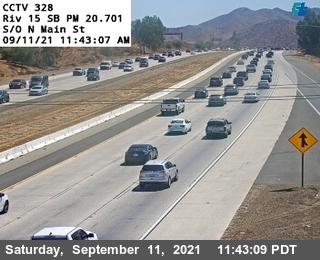 CCTV 328
Riv 15 SB PM 20.701
S/O N Main St
09/11/21 11:43:07 AM
Saturday, September 11, 2021 11:43:09 PDT